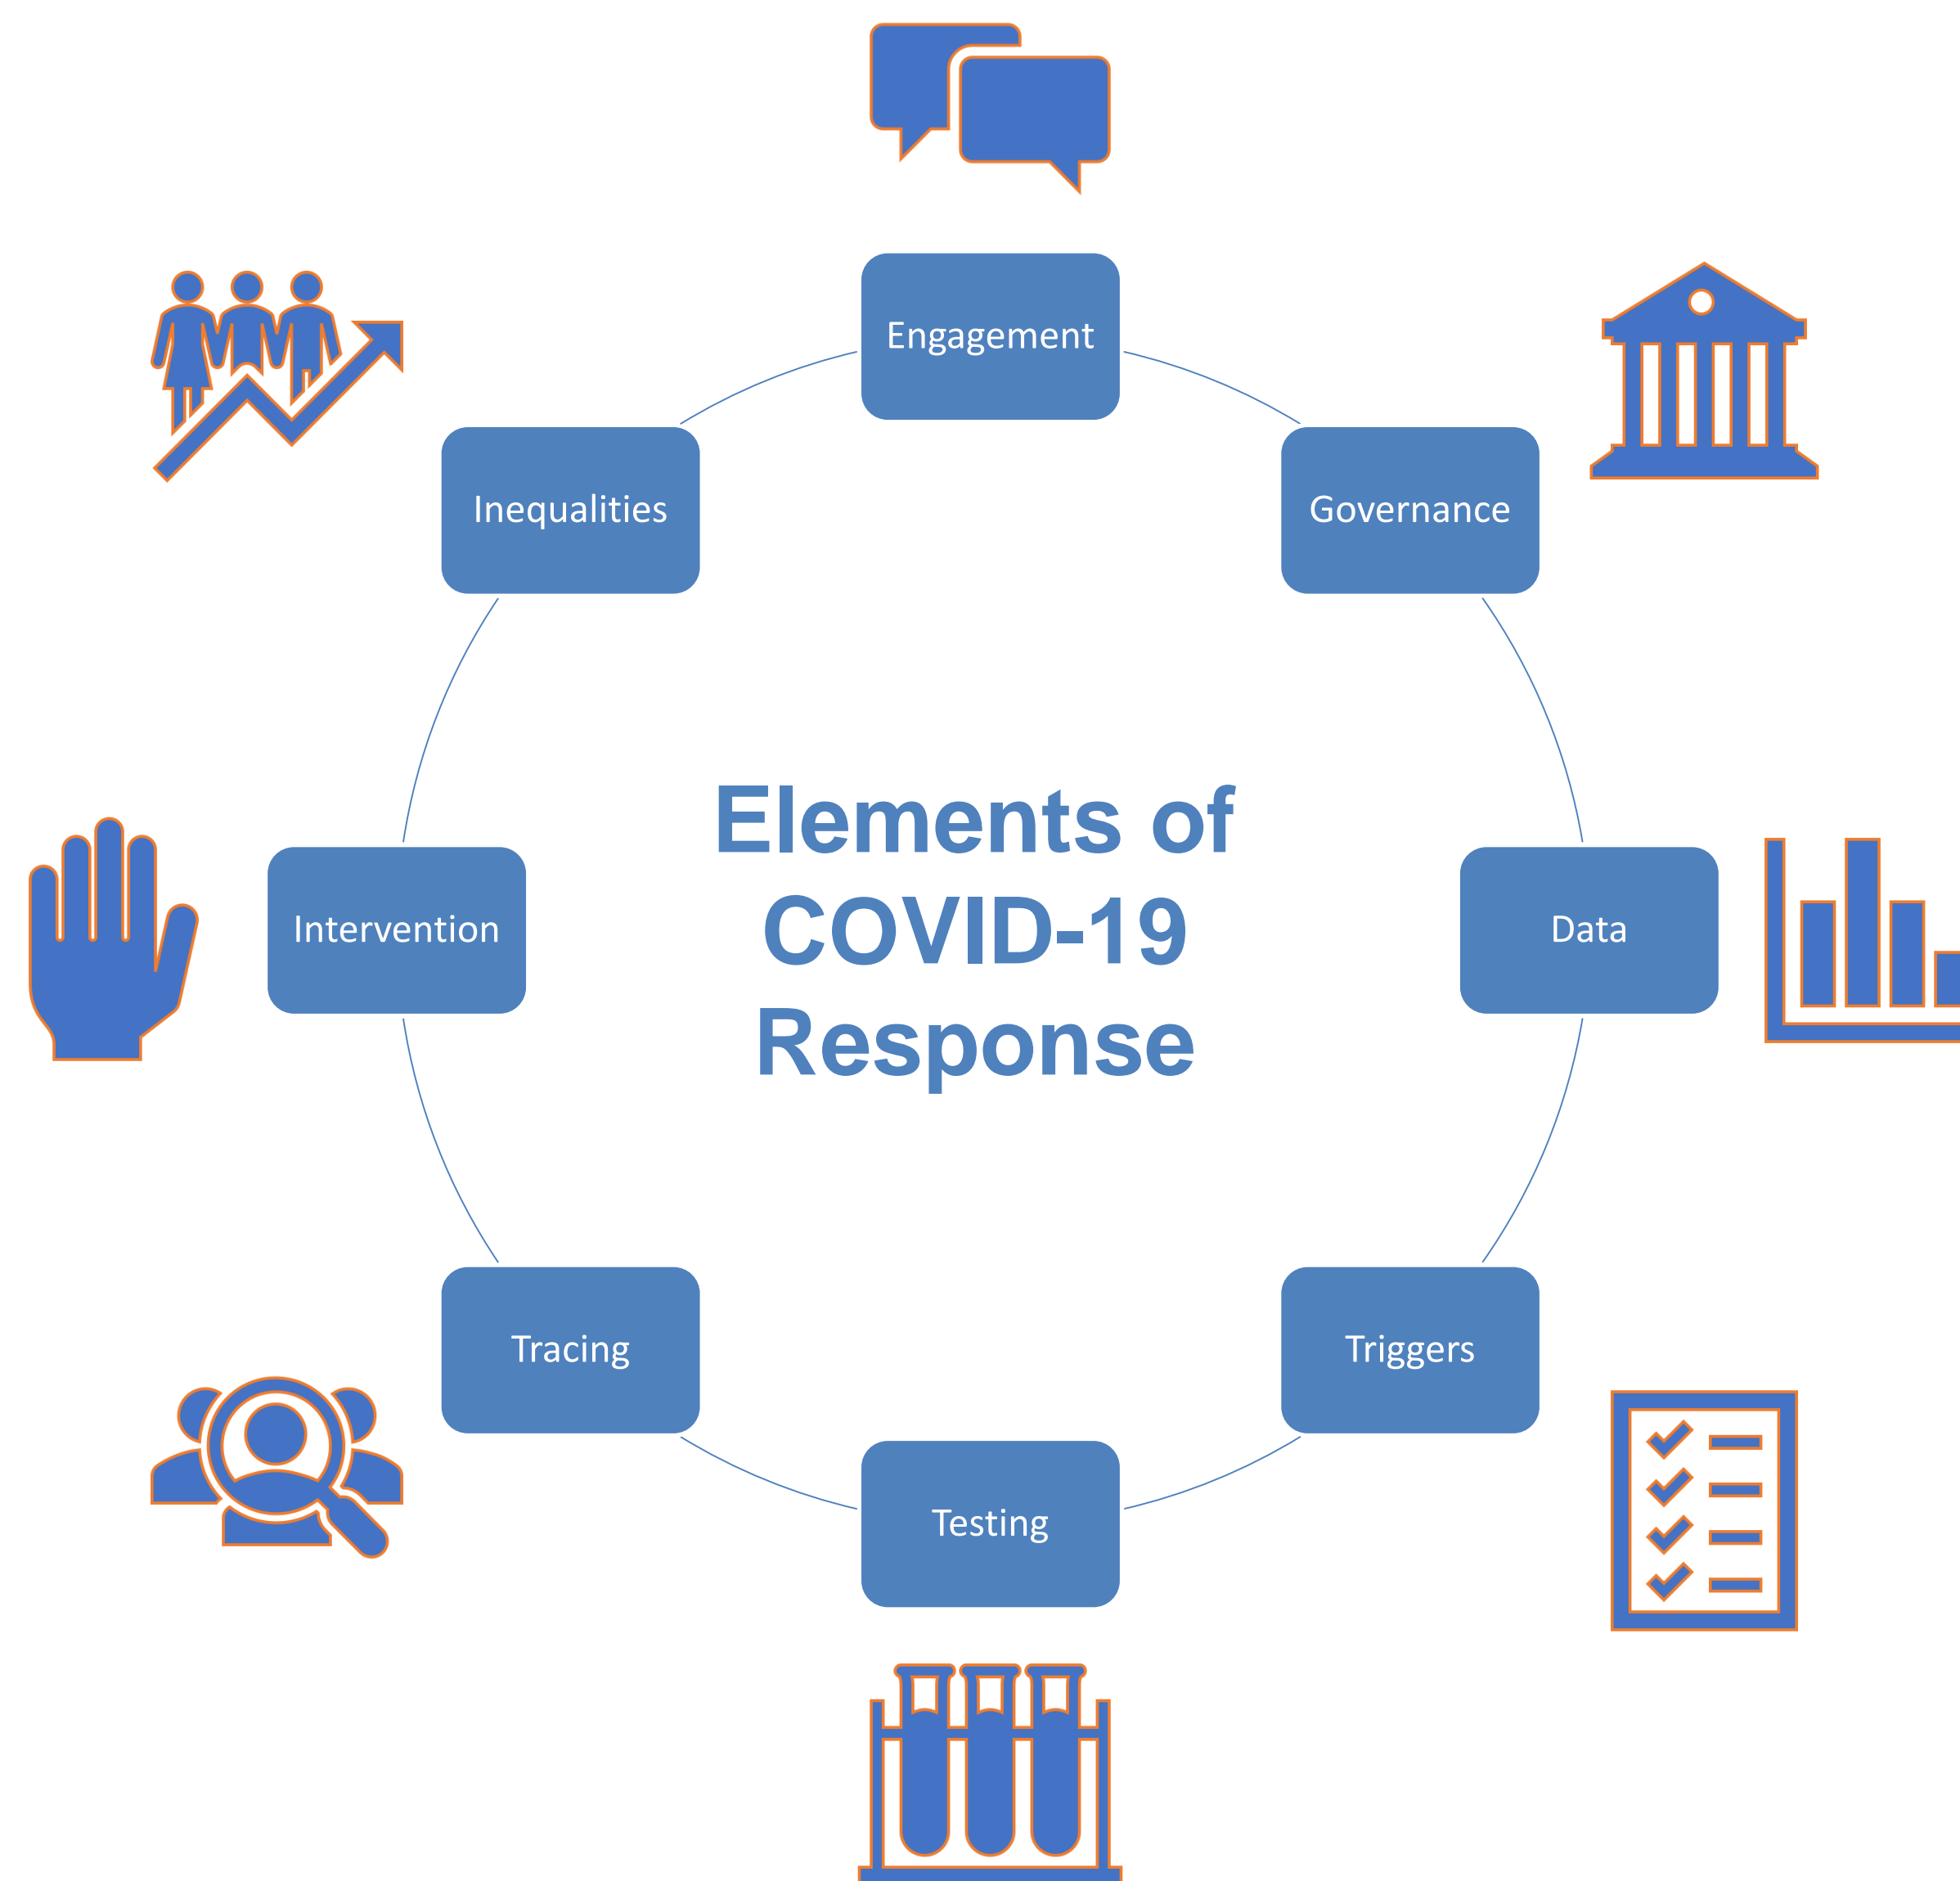 Engagement
Governance
Data
Triggers
Testing
Tracing
Intervention
Inequalities
Elements of
COVID-19
Response